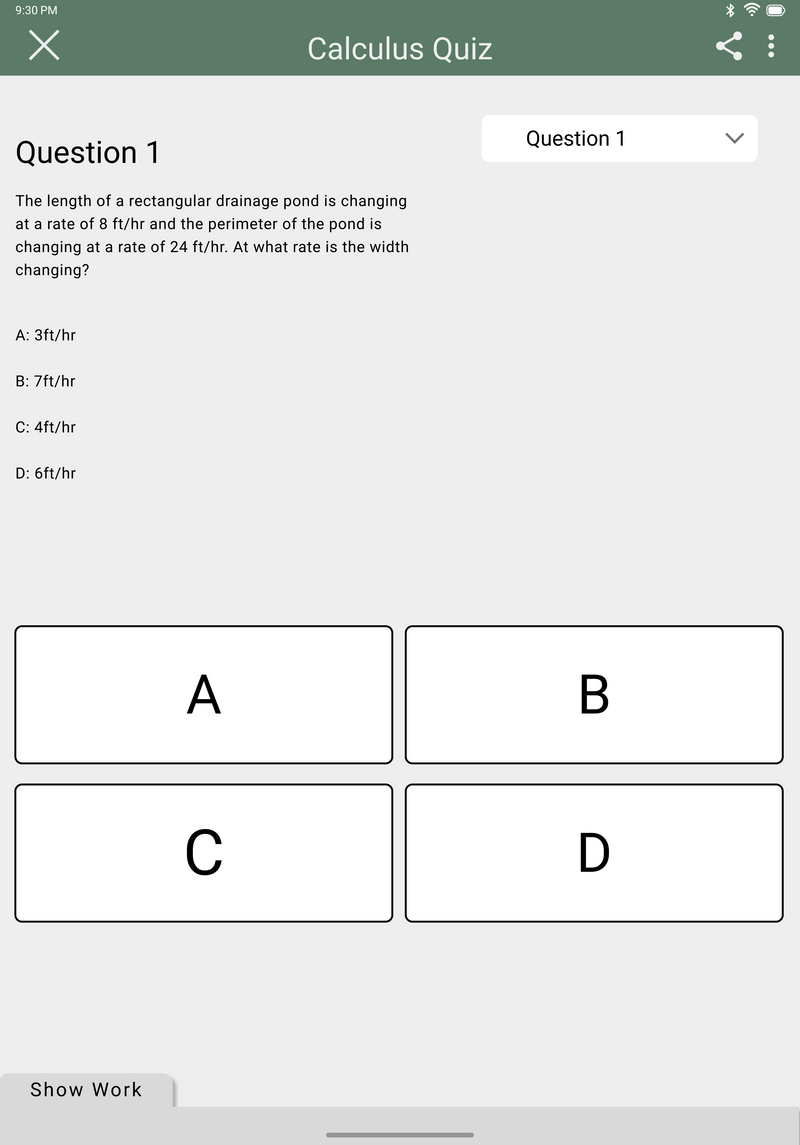 9:30 PM
Calculus Quiz
Question 1
Question 1
The length of a rectangular drainage pond is changing
at a rate of 8 ft/hr and the perimeter of the pond is
changing at a rate of 24 ft/hr. At what rate is the width
changing?
A: 3ft/hr
B: 7ft/hr
C: 4ft/hr
D: 6ft/hr
A
B
C
D
Show Work